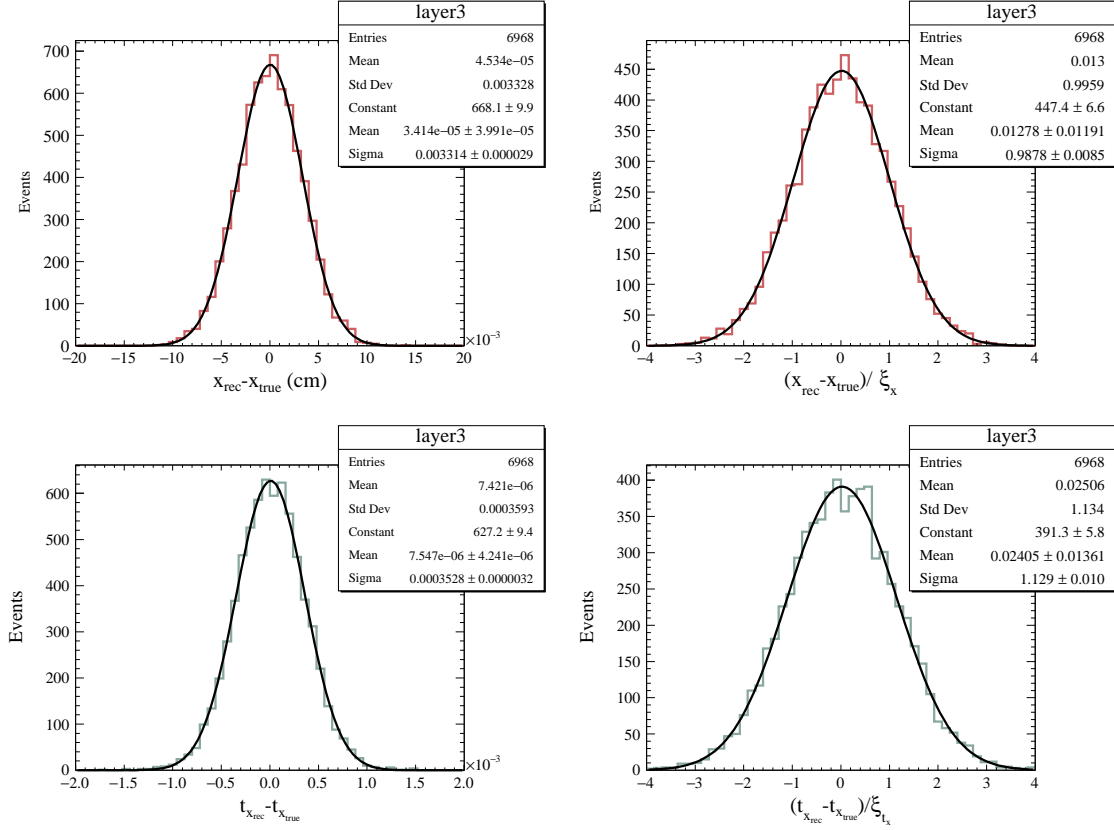 layer3
Entries 6968
Mean 4.534e−05
Std Dev 0.003328
Constant 668.1 ± 9.9
Mean 3.414e−05 ± 3.991e−05
Sigma 0.003314 ± 0.000029
700
600
500
400
300
200
100
0
Events
−20 −15 −10 −5 0 5 10 15 20
×10⁻³
x_rec-x_true (cm)
layer3
Entries 6968
Mean 0.013
Std Dev 0.9959
Constant 447.4 ± 6.6
Mean 0.01278 ± 0.01191
Sigma 0.9878 ± 0.0085
450
400
350
300
250
200
150
100
50
0
Events
−4 −3 −2 −1 0 1 2 3 4
(x_rec-x_true)/ ξ_x
layer3
Entries 6968
Mean 7.421e−06
Std Dev 0.0003593
Constant 627.2 ± 9.4
Mean 7.547e−06 ± 4.241e−06
Sigma 0.0003528 ± 0.0000032
600
500
400
300
200
100
0
Events
−2.0 −1.5 −1.0 −0.5 0.0 0.5 1.0 1.5 2.0
×10⁻³
t_x_rec-t_x_true
layer3
Entries 6968
Mean 0.02506
Std Dev 1.134
Constant 391.3 ± 5.8
Mean 0.02405 ± 0.01361
Sigma 1.129 ± 0.010
400
350
300
250
200
150
100
50
0
Events
−4 −3 −2 −1 0 1 2 3 4
(t_x_rec-t_x_true)/ξ_t_x